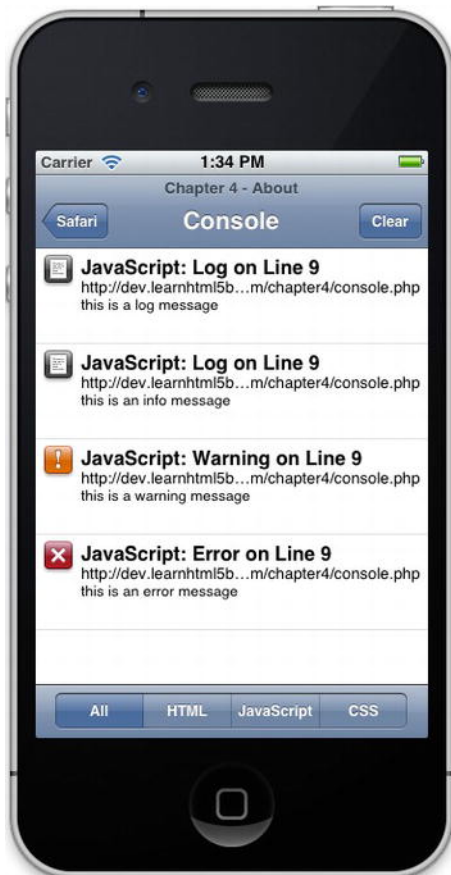 Carrier 1:34 PM
Chapter 4 - About
Safari Console Clear
JavaScript: Log on Line 9
http://dev.learnhtml5b...m/chapter4/console.php
this is a log message
JavaScript: Log on Line 9
http://dev.learnhtml5b...m/chapter4/console.php
this is an info message
JavaScript: Warning on Line 9
http://dev.learnhtml5b...m/chapter4/console.php
this is a warning message
JavaScript: Error on Line 9
http://dev.learnhtml5b...m/chapter4/console.php
this is an error message
All HTML JavaScript CSS